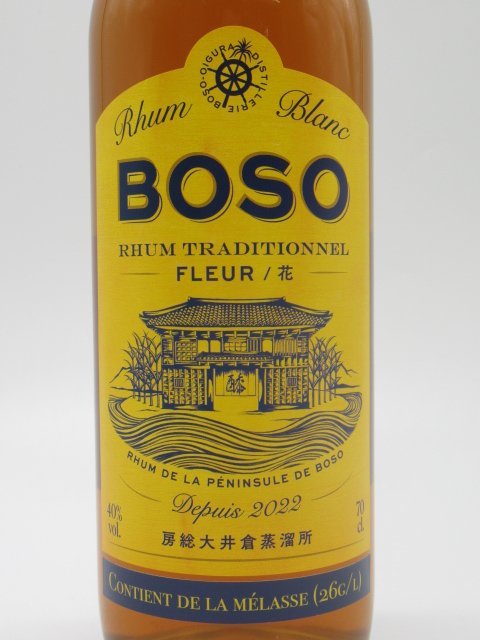 BOSO-OIGURA DISTILLERIE
Rhum Blanc
BOSO
RHUM TRADITIONNEL
FLEUR / 花
RHUM DE LA PÉNINSULE DE BOSO
Depuis 2022
40% vol.
70 cl.
房総大井倉蒸溜所
CONTIENT DE LA MÉLASSE (26G/L)